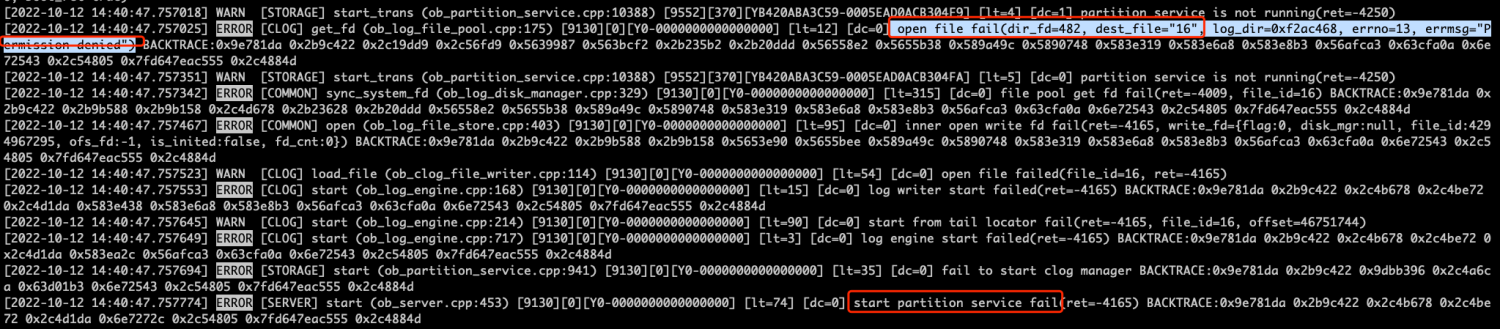 [2022-10-12 14:40:47.757018] WARN [STORAGE] start_trans (ob_partition_service.cpp:10388) [9552][370][YB420ABA3C59-0005EAD0ACB304F9] [lt=4] [dc=1] partition service is not running(ret=-4250)
[2022-10-12 14:40:47.757025] ERROR [CLOG] get_fd (ob_log_file_pool.cpp:175) [9130][0][Y0-0000000000000000] [lt=12] [dc=0] open file fail(dir_fd=482, dest_file="16", log_dir=0xf2ac468, errno=13, errmsg="P
ermission denied") BACKTRACE:0x9e781da 0x2b9c422 0x2c19dd9 0x2c56fd9 0x5639987 0x563bcf2 0x2b235b2 0x2b20ddd 0x56558e2 0x5655b38 0x589a49c 0x5890748 0x583e319 0x583e6a8 0x583e8b3 0x56afca3 0x63cfa0a 0x6e
72543 0x2c54805 0x7fd647eac555 0x2c4884d
[2022-10-12 14:40:47.757351] WARN [STORAGE] start_trans (ob_partition_service.cpp:10388) [9552][370][YB420ABA3C59-0005EAD0ACB304FA] [lt=5] [dc=0] partition service is not running(ret=-4250)
[2022-10-12 14:40:47.757342] ERROR [COMMON] sync_system_fd (ob_log_disk_manager.cpp:329) [9130][0][Y0-0000000000000000] [lt=315] [dc=0] file pool get fd fail(ret=-4009, file_id=16) BACKTRACE:0x9e781da 0x
2b9c422 0x2b9b588 0x2b9b158 0x2c4d678 0x2b23628 0x2b20ddd 0x56558e2 0x5655b38 0x589a49c 0x5890748 0x583e319 0x583e6a8 0x583e8b3 0x56afca3 0x63cfa0a 0x6e72543 0x2c54805 0x7fd647eac555 0x2c4884d
[2022-10-12 14:40:47.757467] ERROR [COMMON] open (ob_log_file_store.cpp:403) [9130][0][Y0-0000000000000000] [lt=95] [dc=0] inner open write fd fail(ret=-4165, write_fd={flag:0, disk_mgr:null, file_id:429
4967295, ofs_fd:-1, is_inited:false, fd_cnt:0}) BACKTRACE:0x9e781da 0x2b9c422 0x2b9b588 0x2b9b158 0x5653e90 0x5655bee 0x589a49c 0x5890748 0x583e319 0x583e6a8 0x583e8b3 0x56afca3 0x63cfa0a 0x6e72543 0x2c5
4805 0x7fd647eac555 0x2c4884d
[2022-10-12 14:40:47.757523] WARN [CLOG] load_file (ob_clog_file_writer.cpp:114) [9130][0][Y0-0000000000000000] [lt=54] [dc=0] open file failed(file_id=16, ret=-4165)
[2022-10-12 14:40:47.757553] ERROR [CLOG] start (ob_log_engine.cpp:168) [9130][0][Y0-0000000000000000] [lt=15] [dc=0] log writer start failed(ret=-4165) BACKTRACE:0x9e781da 0x2b9c422 0x2c4b678 0x2c4be72
0x2c4d1da 0x583e438 0x583e6a8 0x583e8b3 0x56afca3 0x63cfa0a 0x6e72543 0x2c54805 0x7fd647eac555 0x2c4884d
[2022-10-12 14:40:47.757623] WARN [CLOG] start (ob_log_engine.cpp:214) [9130][0][Y0-0000000000000000] [lt=90] [dc=0] start from tail locator fail(ret=-4165, file_id=16, offset=46751744)
[2022-10-12 14:40:47.757649] ERROR [CLOG] start (ob_log_engine.cpp:717) [9130][0][Y0-0000000000000000] [lt=3] [dc=0] log engine start failed(ret=-4165) BACKTRACE:0x9e781da 0x2b9c422 0x2c4b678 0x2c4be72 0
x2c4d1da 0x583ea2c 0x56afca3 0x63cfa0a 0x6e72543 0x2c54805 0x7fd647eac555 0x2c4884d
[2022-10-12 14:40:47.757694] ERROR [STORAGE] start (ob_partition_service.cpp:941) [9130][0][Y0-0000000000000000] [lt=35] [dc=0] fail to start clog manager BACKTRACE:0x9e781da 0x2b9c422 0x9dbb396 0x2c4a6c
a 0x63d01b3 0x6e72543 0x2c54805 0x7fd647eac555 0x2c4884d
[2022-10-12 14:40:47.757774] ERROR [SERVER] start (ob_server.cpp:453) [9130][0][Y0-0000000000000000] [lt=74] [dc=0] start partition service fail(ret=-4165) BACKTRACE:0x9e781da 0x2b9c422 0x2c4b678 0x2c4be
72 0x2c4d1da 0x6e7272c 0x2c54805 0x7fd647eac555 0x2c4884d